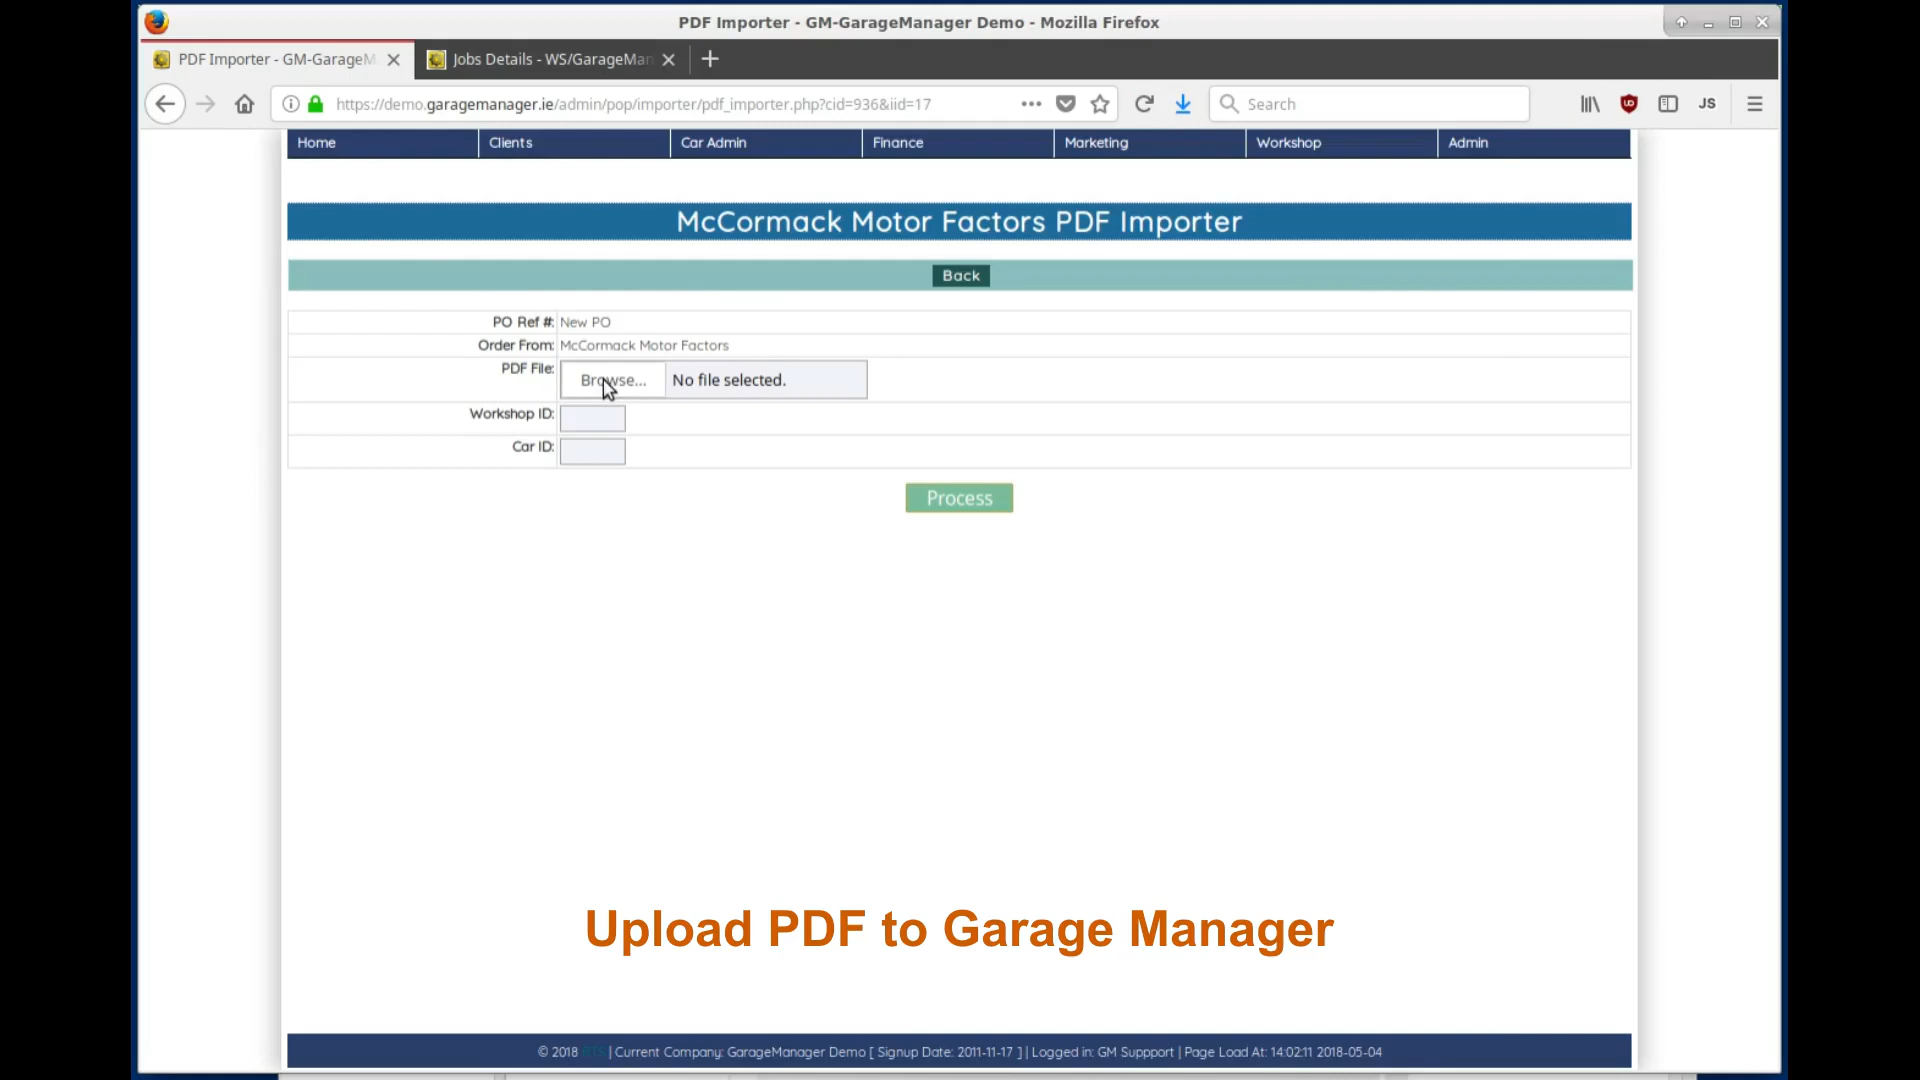 PDF Importer - GM-GarageManager Demo - Mozilla Firefox
PDF Importer - GM-GarageM
Jobs Details - WS/GarageMan
https://demo.garagemanager.ie/admin/pop/importer/pdf_importer.php?cid=936&iid=17
Search
JS
Home
Clients
Car Admin
Finance
Marketing
Workshop
Admin
McCormack Motor Factors PDF Importer
Back
PO Ref #: New PO
Order From: McCormack Motor Factors
PDF File: Browse... No file selected.
Workshop ID:
Car ID:
Process
Upload PDF to Garage Manager
© 2018 BTS | Current Company: GarageManager Demo [ Signup Date: 2011-11-17 ] | Logged in: GM Suppport | Page Load At: 14:02:11 2018-05-04